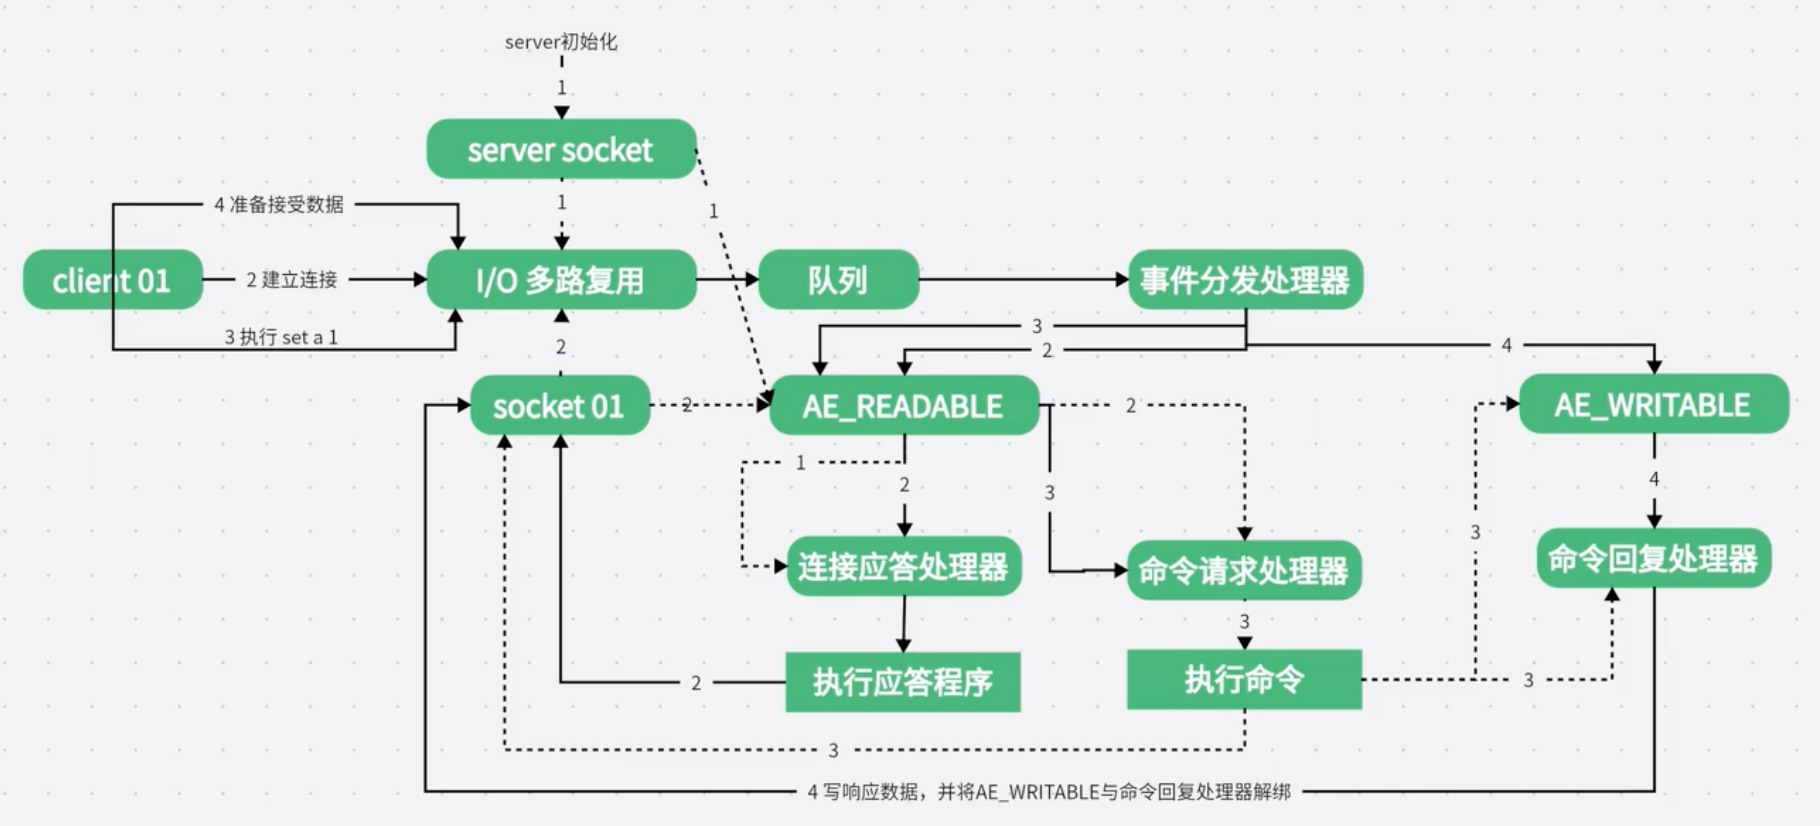 server初始化
1
server socket
1
1
4 准备接受数据
client 01
2 建立连接
I/O 多路复用
队列
事件分发处理器
3 执行 set a 1
3
2
4
2
socket 01
2
AE_READABLE
2
AE_WRITABLE
1
2
3
4
3
连接应答处理器
命令请求处理器
命令回复处理器
3
2
执行应答程序
执行命令
3
3
4 写响应数据，并将AE_WRITABLE与命令回复处理器解绑